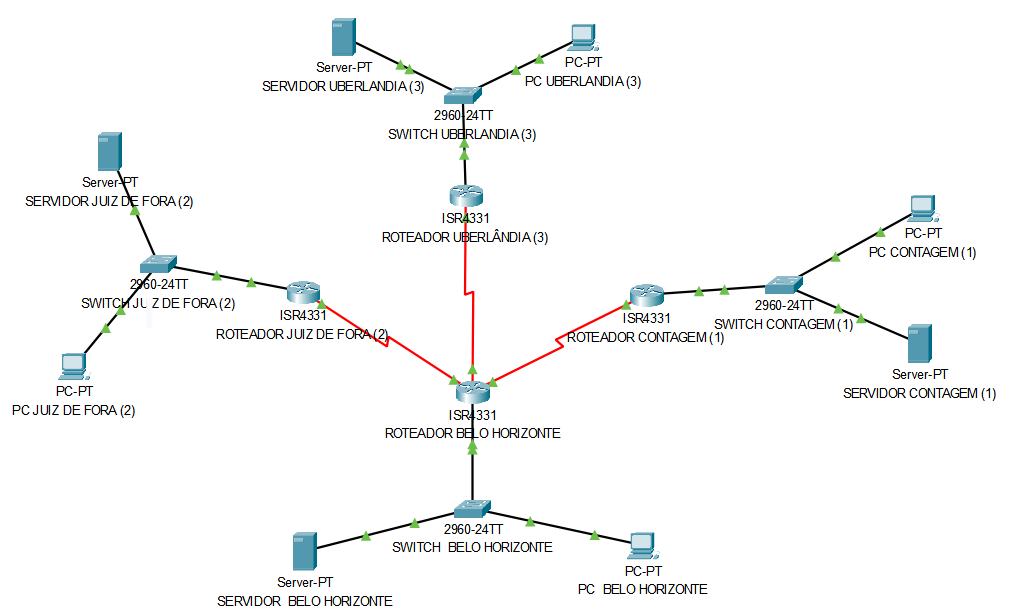 Server-PT
SERVIDOR UBERLANDIA (3)
PC-PT
PC UBERLANDIA (3)
2960-24TT
SWITCH UBERLANDIA (3)
Server-PT
SERVIDOR JUIZ DE FORA (2)
ISR4331
ROTEADOR UBERLÂNDIA (3)
PC-PT
PC CONTAGEM (1)
2960-24TT
SWITCH JUIZ DE FORA (2)
ISR4331
ROTEADOR JUIZ DE FORA (2)
ISR4331
ROTEADOR CONTAGEM (1)
2960-24TT
SWITCH CONTAGEM (1)
PC-PT
PC JUIZ DE FORA (2)
Server-PT
SERVIDOR CONTAGEM (1)
ISR4331
ROTEADOR BELO HORIZONTE
2960-24TT
SWITCH  BELO HORIZONTE
Server-PT
SERVIDOR  BELO HORIZONTE
PC-PT
PC  BELO HORIZONTE